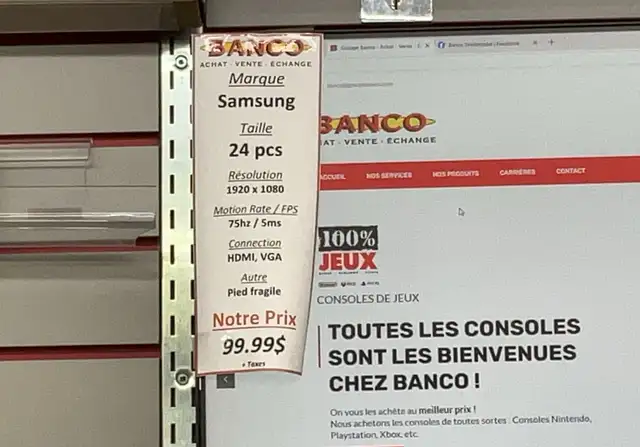 BANCO
ACHAT - VENTE - ÉCHANGE
Marque
Samsung
Taille
24 pcs
Résolution
1920 x 1080
Motion Rate / FPS
75hz / 5ms
Connection
HDMI, VGA
Autre
Pied fragile
Notre Prix
99.99$
+ Taxes
BANCO
HAT - VENTE - ÉCHANGE
ACCUEIL NOS SERVICES NOS PRODUITS CARRIÈRES CONTACT
100%
JEUX
CONSOLES DE JEUX
TOUTES LES CONSOLES
SONT LES BIENVENUES
CHEZ BANCO !
On vous les achète au meilleur prix !
Nous achetons les consoles de toutes sortes : Consoles Nintendo,
Playstation, Xbox, etc.